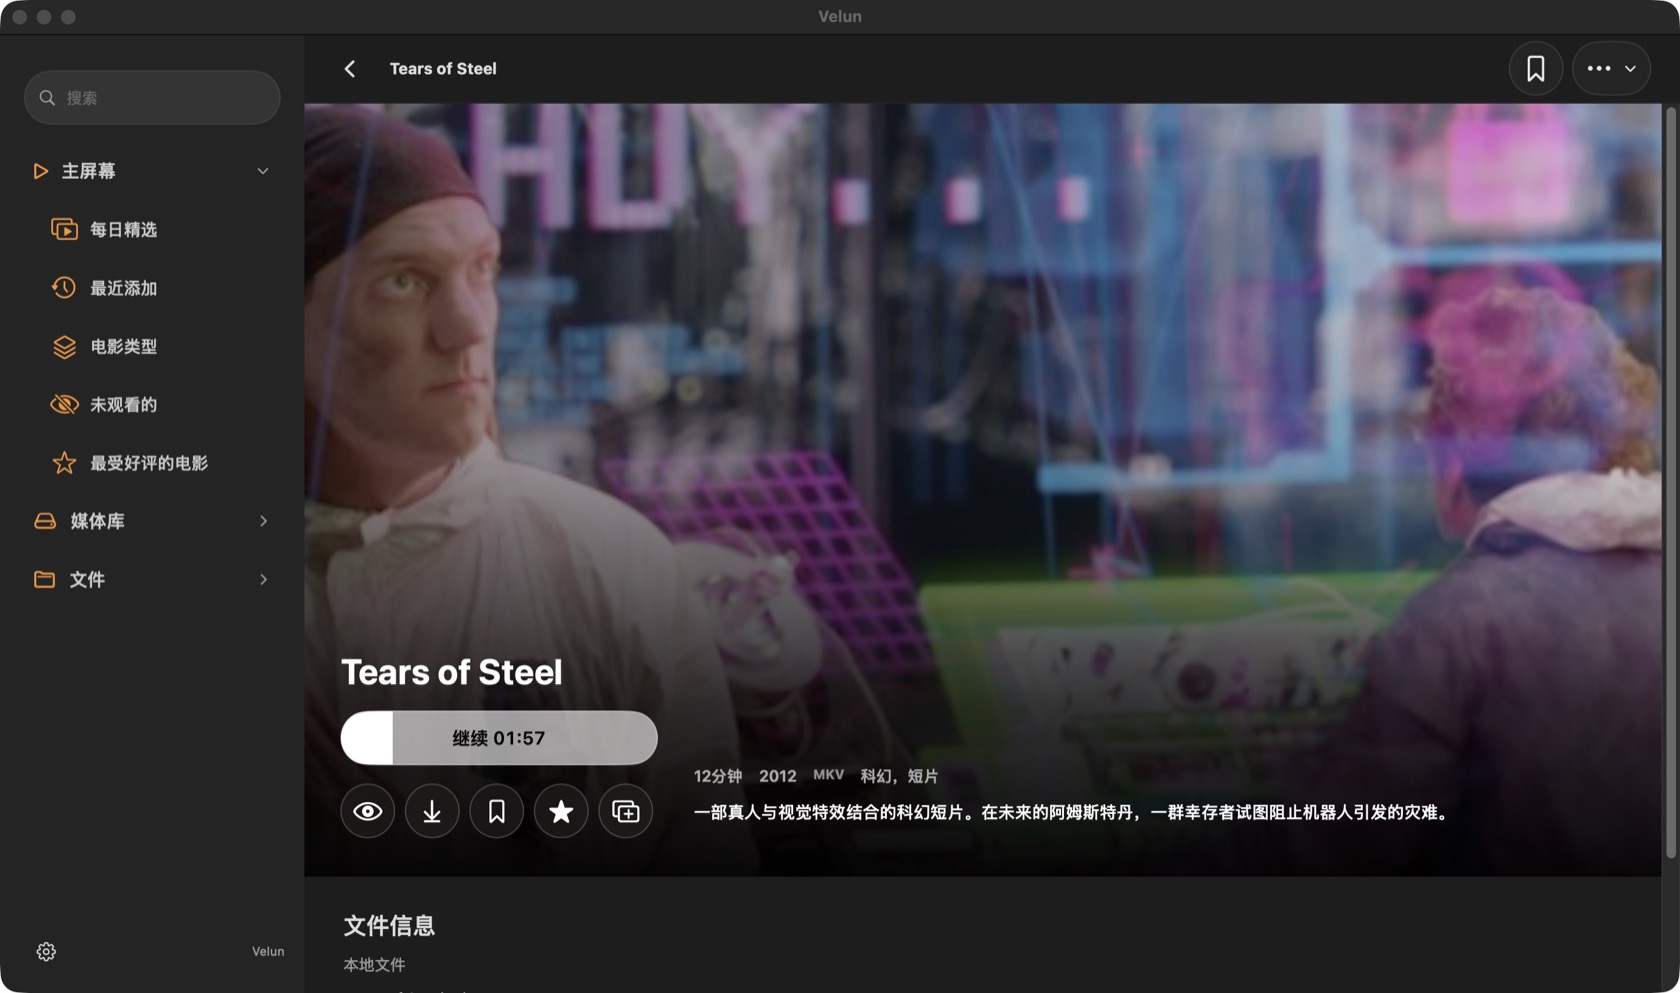 Velun
搜索
Tears of Steel
主屏幕
每日精选
最近添加
电影类型
未观看的
最受好评的电影
媒体库
文件
Velun
ADY...
Tears of Steel
继续 01:57
12分钟 2012 MKV 科幻，短片
一部真人与视觉特效结合的科幻短片。在未来的阿姆斯特丹，一群幸存者试图阻止机器人引发的灾难。
文件信息
本地文件